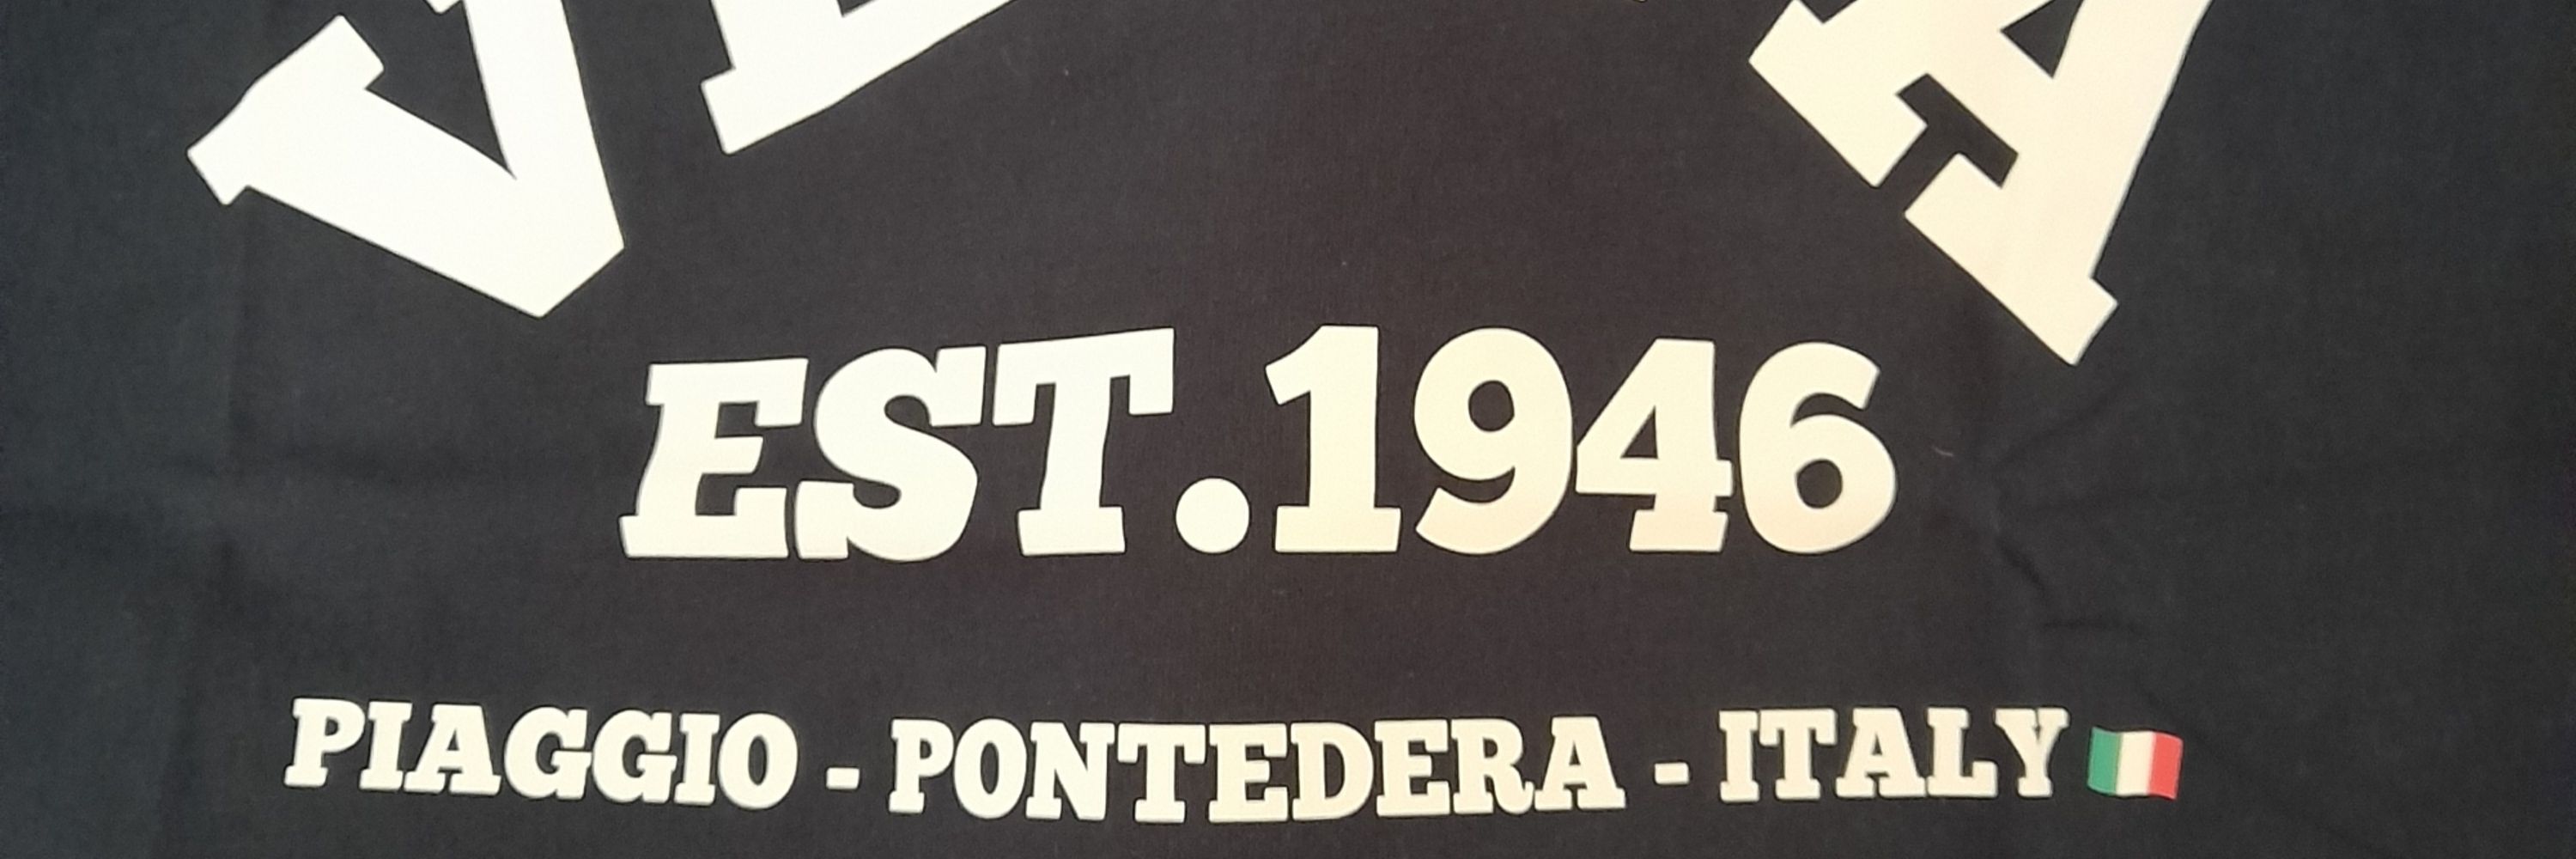 EST.1946
PIAGGIO - PONTEDERA - ITALY